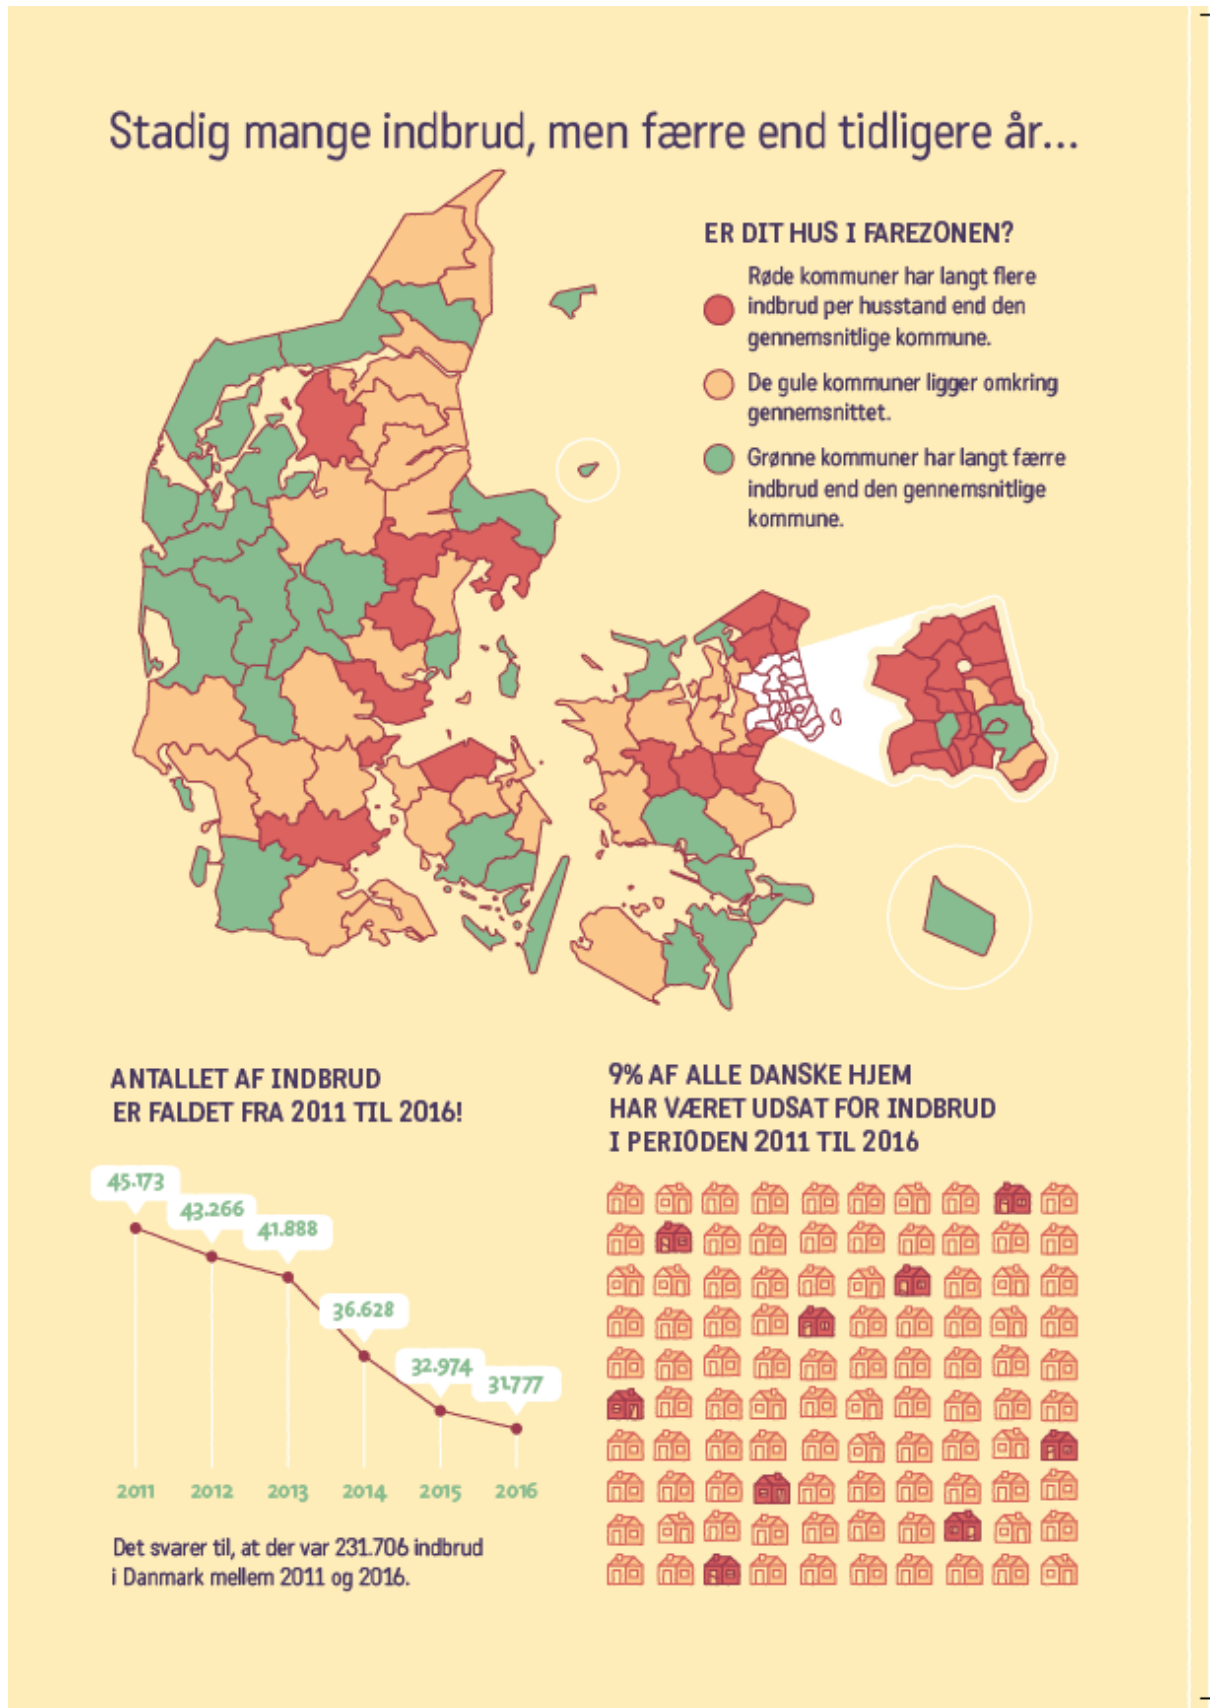 Stadig mange indbrud, men færre end tidligere år...
ER DIT HUS I FAREZONEN?
Røde kommuner har langt flere
indbrud per husstand end den
gennemsnitlige kommune.
De gule kommuner ligger omkring
gennemsnittet.
Grønne kommuner har langt færre
indbrud end den gennemsnitlige
kommune.
ANTALLET AF INDBRUD
ER FALDET FRA 2011 TIL 2016!
45.173
43.266
41.888
36.628
32.974
31.777
2011 2012 2013 2014 2015 2016
Det svarer til, at der var 231.706 indbrud
i Danmark mellem 2011 og 2016.
9% AF ALLE DANSKE HJEM
HAR VÆRET UDSAT FOR INDBRUD
I PERIODEN 2011 TIL 2016